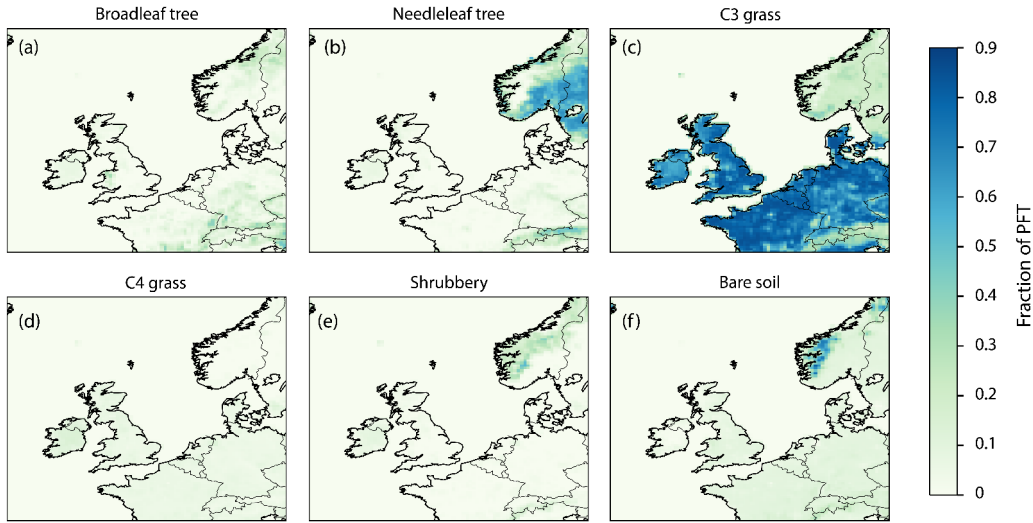 Broadleaf tree
Needleleaf tree
C3 grass
(a)
(b)
(c)
C4 grass
Shrubbery
Bare soil
(d)
(e)
(f)
0.9
0.8
0.7
0.6
0.5
0.4
0.3
0.2
0.1
0
Fraction of PFT